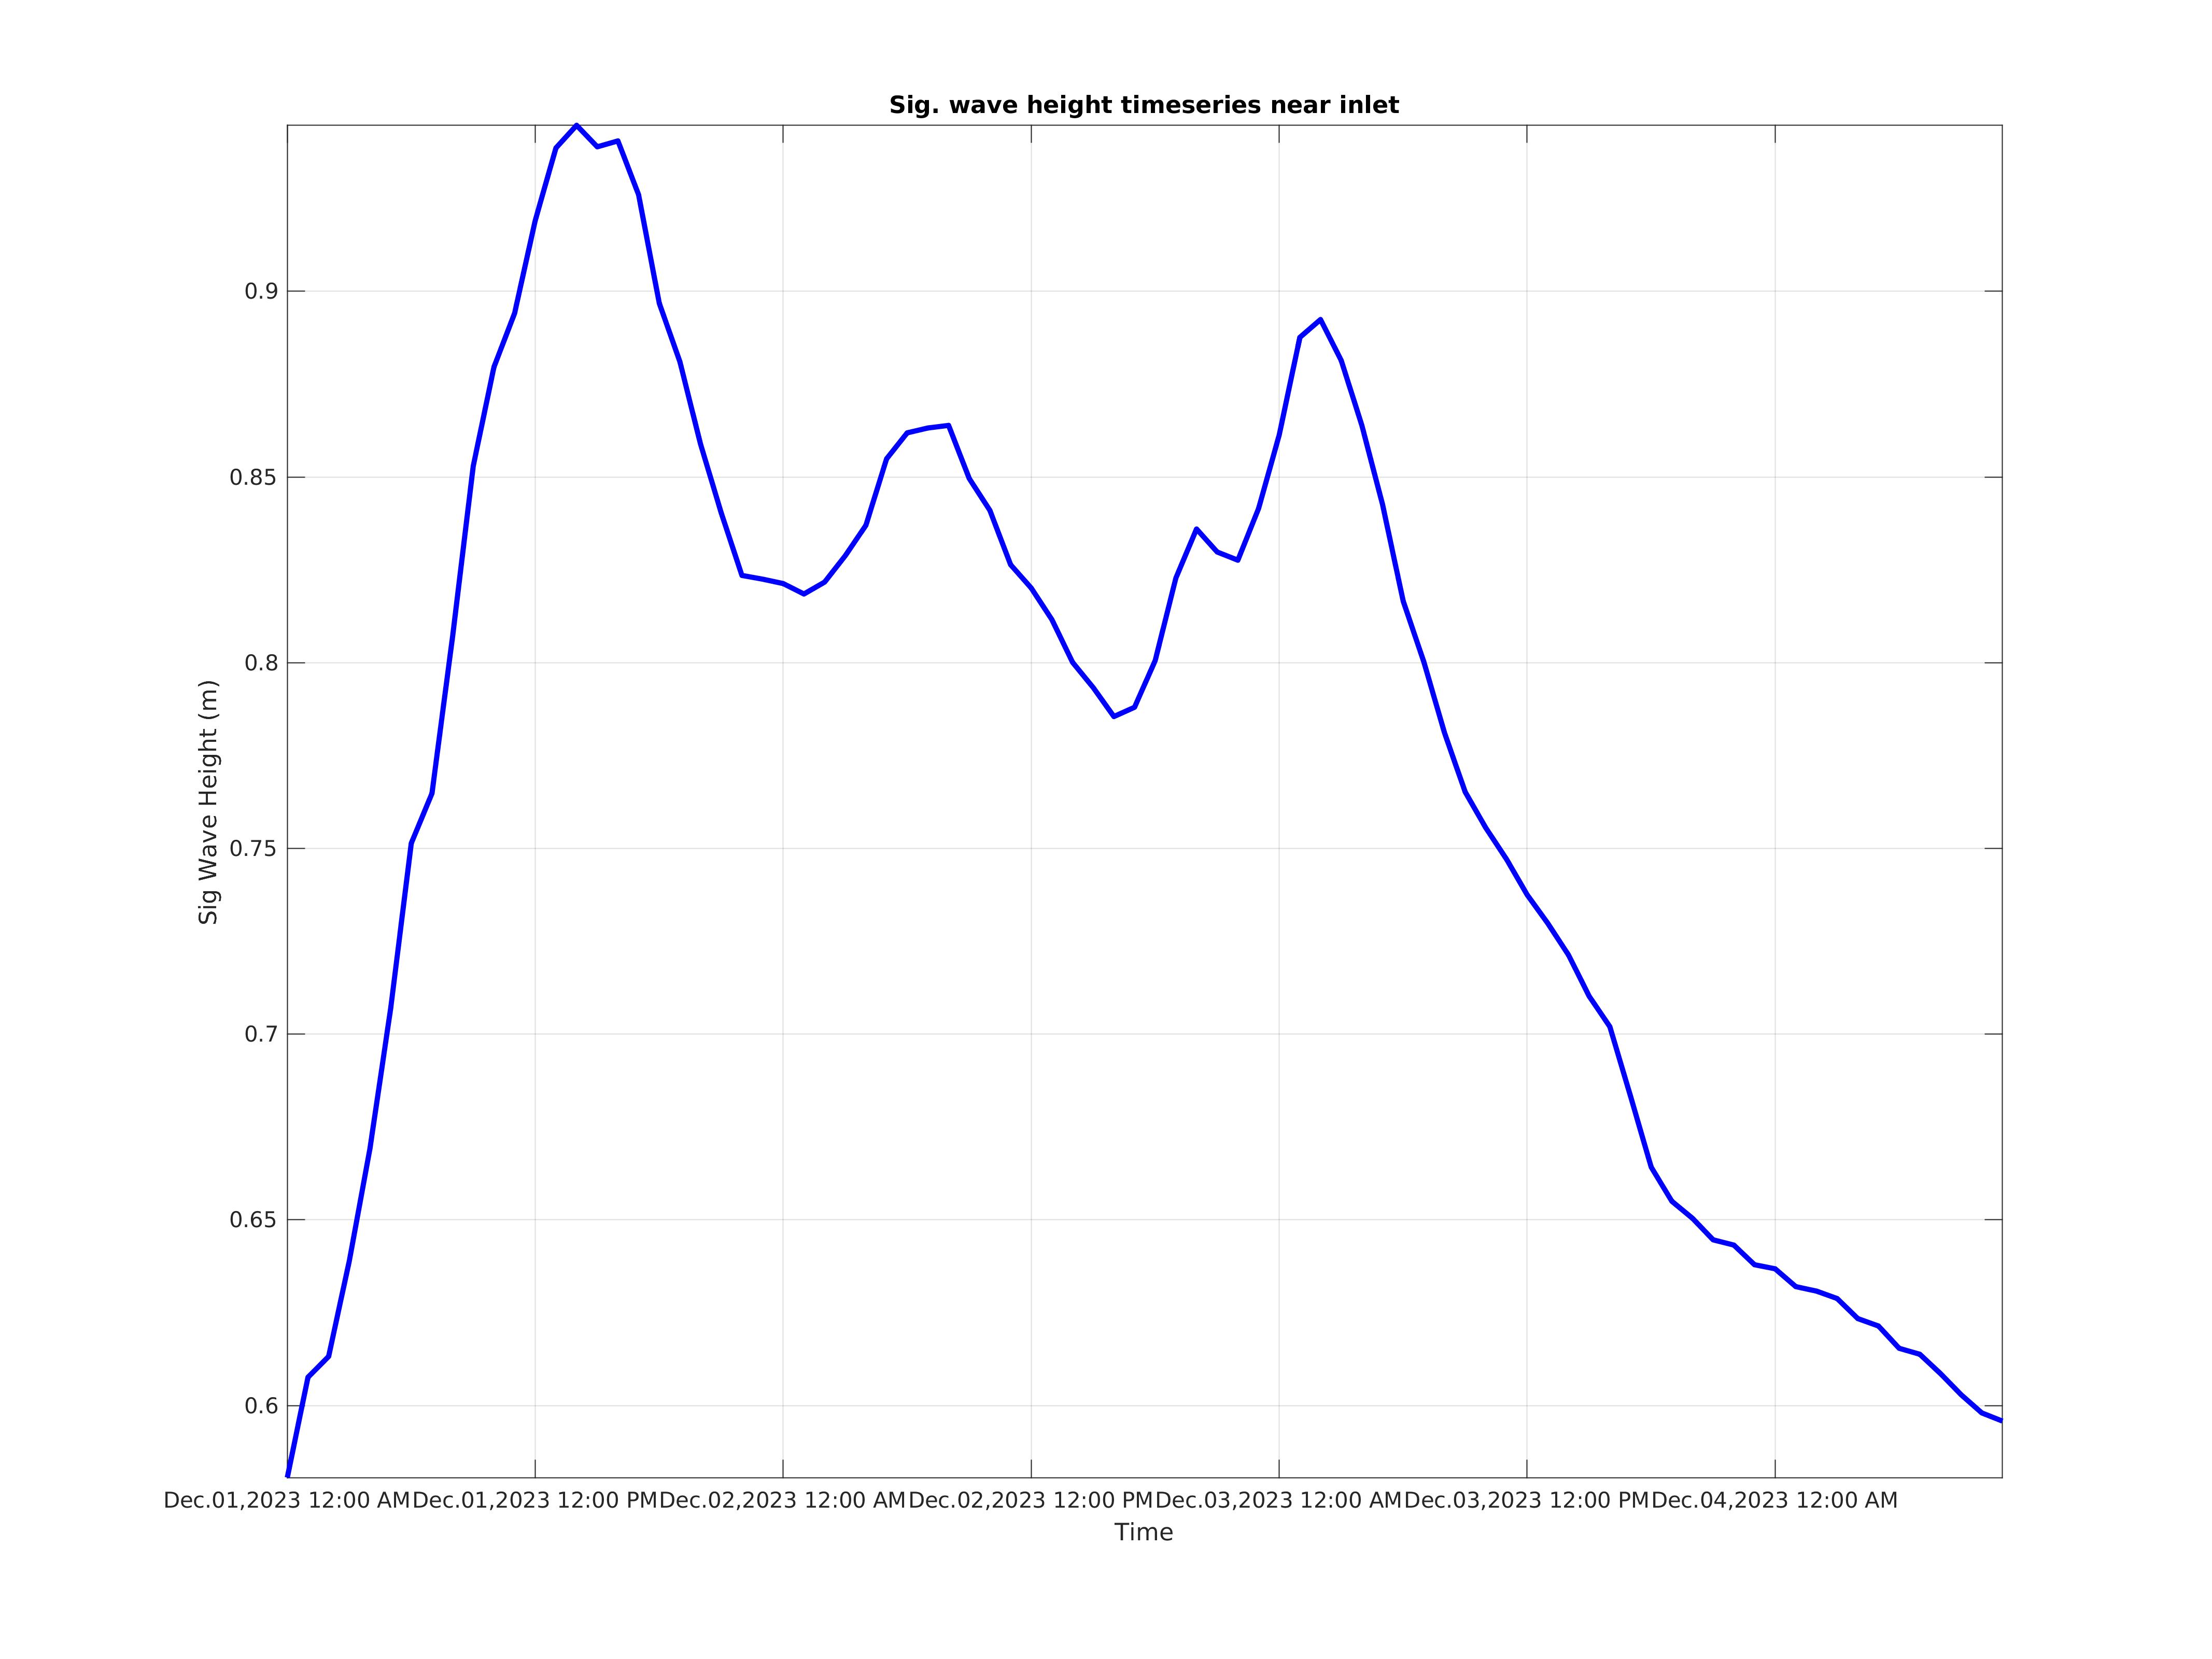 Sig. wave height timeseries near inlet
0.9
0.85
0.8
0.75
0.7
0.65
0.6
Sig Wave Height (m)
Dec.01,2023 12:00 AM Dec.01,2023 12:00 PM Dec.02,2023 12:00 AM Dec.02,2023 12:00 PM Dec.03,2023 12:00 AM Dec.03,2023 12:00 PM Dec.04,2023 12:00 AM
Time